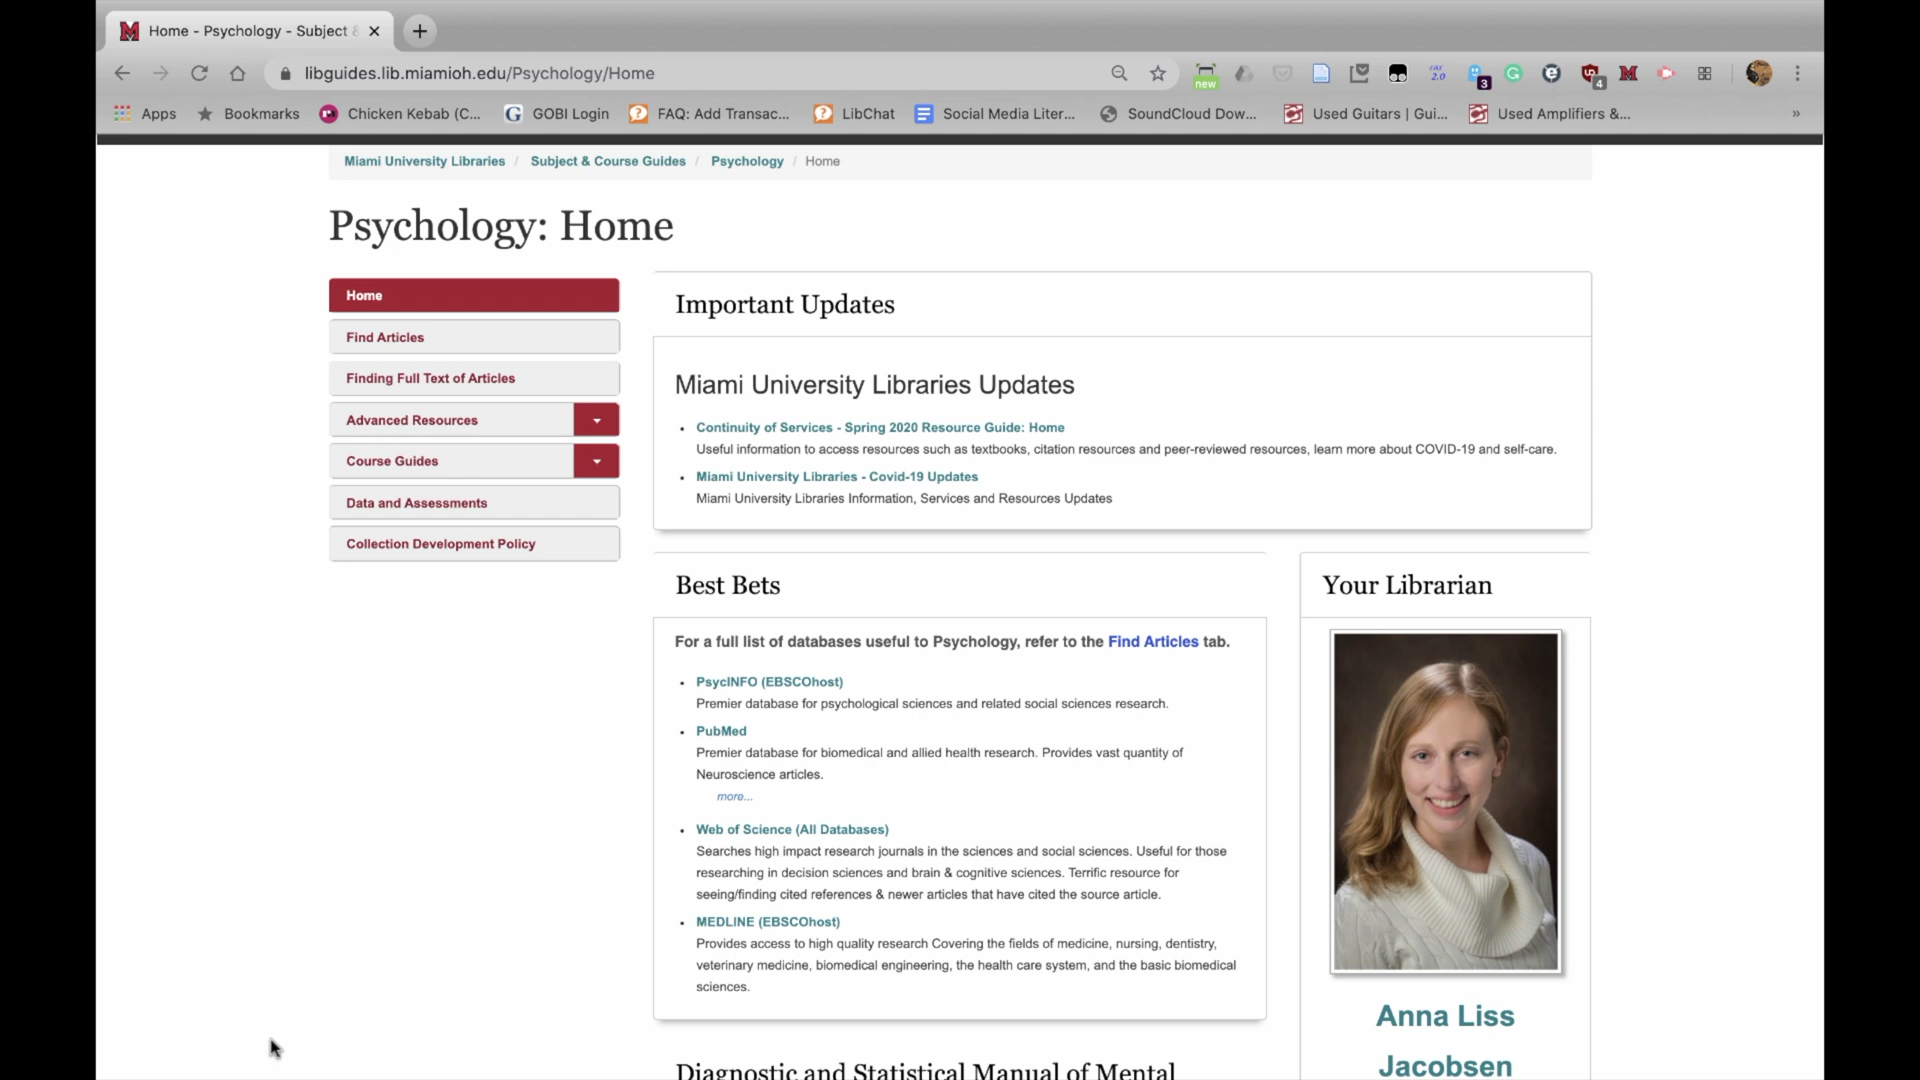 Home - Psychology - Subject &
libguides.lib.miamioh.edu/Psychology/Home
new
2.0
3
4
Apps
Bookmarks
Chicken Kebab (C...
GOBI Login
FAQ: Add Transac...
LibChat
Social Media Liter...
SoundCloud Dow...
Used Guitars | Gui...
Used Amplifiers &...
»
Miami University Libraries / Subject & Course Guides / Psychology / Home
Psychology: Home
Home
Find Articles
Finding Full Text of Articles
Advanced Resources
Course Guides
Data and Assessments
Collection Development Policy
Important Updates
Miami University Libraries Updates
Continuity of Services - Spring 2020 Resource Guide: Home
Useful information to access resources such as textbooks, citation resources and peer-reviewed resources, learn more about COVID-19 and self-care.
Miami University Libraries - Covid-19 Updates
Miami University Libraries Information, Services and Resources Updates
Best Bets
For a full list of databases useful to Psychology, refer to the Find Articles tab.
PsycINFO (EBSCOhost)
Premier database for psychological sciences and related social sciences research.
PubMed
Premier database for biomedical and allied health research. Provides vast quantity of
Neuroscience articles.
more...
Web of Science (All Databases)
Searches high impact research journals in the sciences and social sciences. Useful for those
researching in decision sciences and brain & cognitive sciences. Terrific resource for
seeing/finding cited references & newer articles that have cited the source article.
MEDLINE (EBSCOhost)
Provides access to high quality research Covering the fields of medicine, nursing, dentistry,
veterinary medicine, biomedical engineering, the health care system, and the basic biomedical
sciences.
Diagnostic and Statistical Manual of Mental
Your Librarian
Anna Liss
Jacobsen